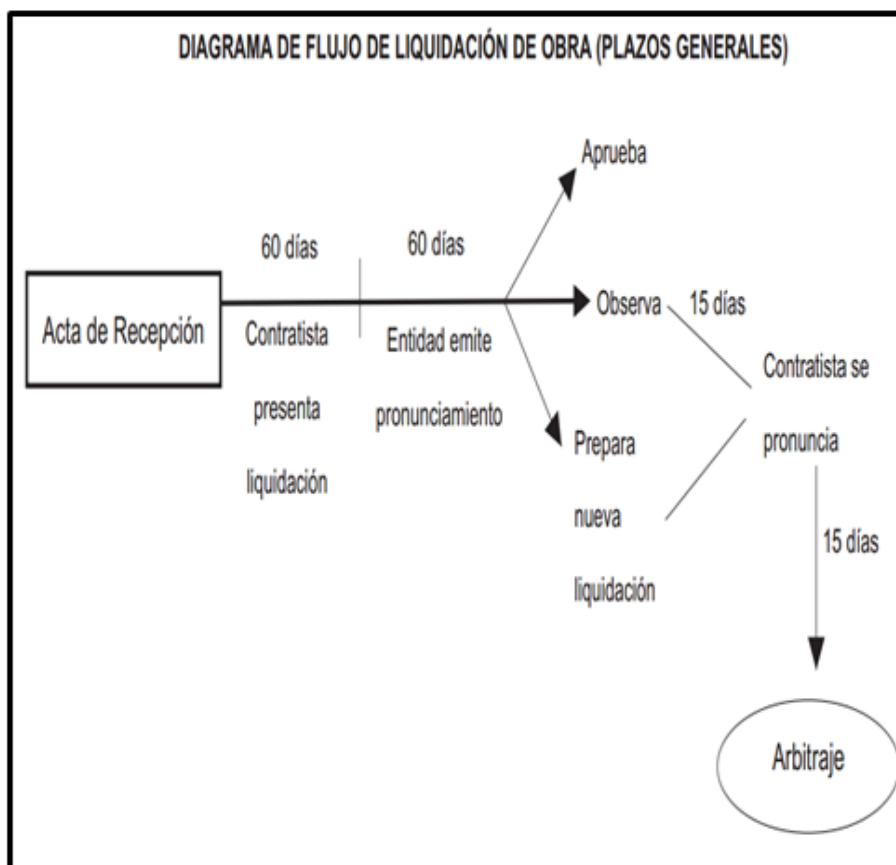 DIAGRAMA DE FLUJO DE LIQUIDACIÓN DE OBRA (PLAZOS GENERALES)
Aprueba
60 días
60 días
Acta de Recepción
Contratista
presenta
liquidación
Entidad emite
pronunciamiento
Observa
15 días
Prepara
nueva
liquidación
Contratista se
pronuncia
15 días
Arbitraje